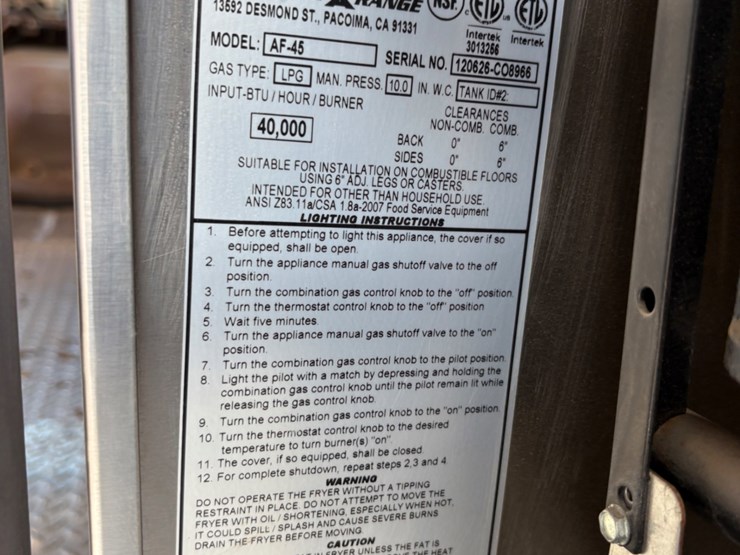 RANGE NSF. ETL us ETL
13592 DESMOND ST., PACOIMA, CA 91331
Intertek Intertek
3013266
MODEL: AF-45 SERIAL NO. 120626-CO8966
GAS TYPE: LPG MAN. PRESS. 10.0 IN. W.C. TANK ID#2:
INPUT-BTU / HOUR / BURNER
CLEARANCES
40,000 NON-COMB. COMB.
BACK 0" 6"
SIDES 0" 6"
SUITABLE FOR INSTALLATION ON COMBUSTIBLE FLOORS
USING 6" ADJ. LEGS OR CASTERS.
INTENDED FOR OTHER THAN HOUSEHOLD USE.
ANSI Z83.11a/CSA 1.8a-2007 Food Service Equipment
LIGHTING INSTRUCTIONS
1. Before attempting to light this appliance, the cover if so
equipped, shall be open.
2. Turn the appliance manual gas shutoff valve to the off
position.
3. Turn the combination gas control knob to the "off" position.
4. Turn the thermostat control knob to the "off" position
5. Wait five minutes.
6. Turn the appliance manual gas shutoff valve to the "on"
position.
7. Turn the combination gas control knob to the pilot position.
8. Light the pilot with a match by depressing and holding the
combination gas control knob until the pilot remain lit while
releasing the gas control knob.
9. Turn the combination gas control knob to the "on" position.
10. Turn the thermostat control knob to the desired
temperature to turn burner(s) "on".
11. The cover, if so equipped, shall be closed.
12. For complete shutdown, repeat steps 2,3 and 4.
WARNING
DO NOT OPERATE THE FRYER WITHOUT A TIPPING
RESTRAINT IN PLACE. DO NOT ATTEMPT TO MOVE THE
FRYER WITH OIL / SHORTENING, ESPECIALLY WHEN HOT,
IT COULD SPILL / SPLASH AND CAUSE SEVERE BURNS
DRAIN THE FRYER BEFORE MOVING.
CAUTION
FRYER UNLESS THE FAT IS
THE HEAT